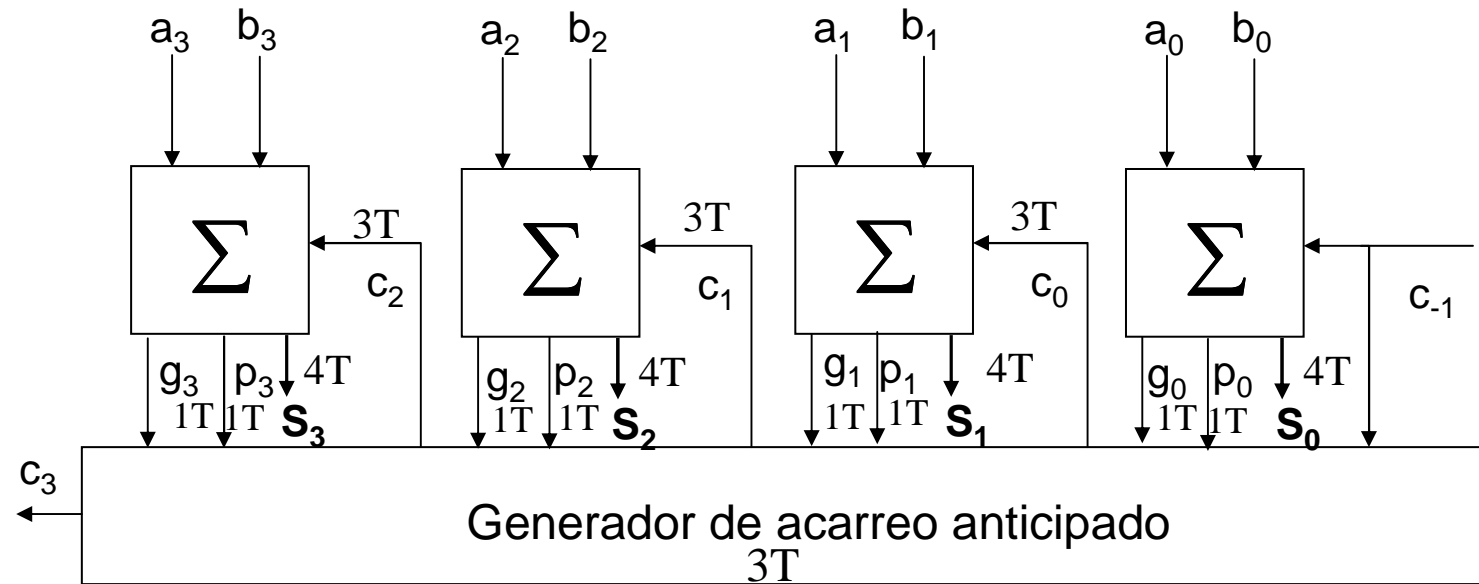 a₃ b₃ a₂ b₂ a₁ b₁ a₀ b₀
Σ 3T Σ 3T Σ 3T Σ
c₂ c₁ c₀ c₋₁
g₃ p₃ 4T g₂ p₂ 4T g₁ p₁ 4T g₀ p₀ 4T
1T 1T S₃ 1T 1T S₂ 1T 1T S₁ 1T 1T S₀
c₃
Generador de acarreo anticipado
3T